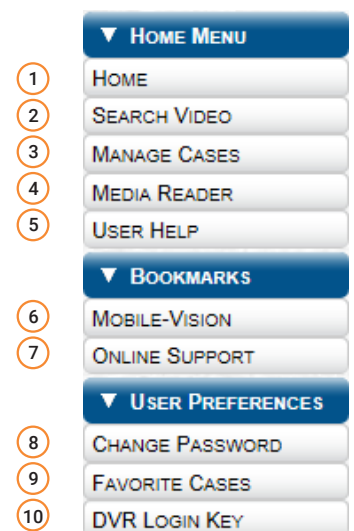 ▼ HOME MENU
1 HOME
2 SEARCH VIDEO
3 MANAGE CASES
4 MEDIA READER
5 USER HELP
▼ BOOKMARKS
6 MOBILE-VISION
7 ONLINE SUPPORT
▼ USER PREFERENCES
8 CHANGE PASSWORD
9 FAVORITE CASES
10 DVR LOGIN KEY